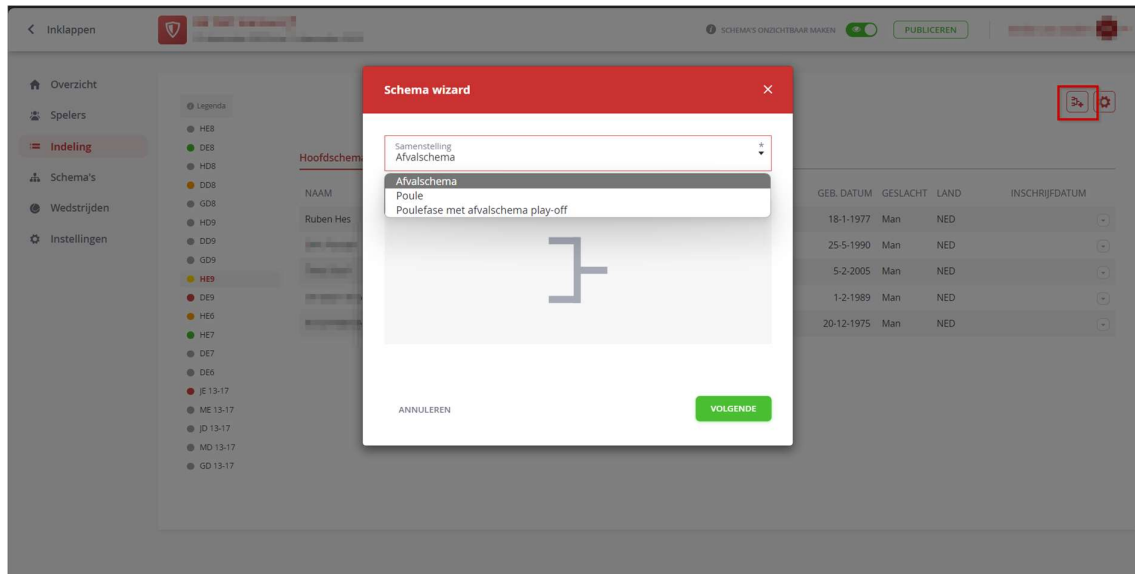 Inklappen
SCHEMA'S ONZICHTBAAR MAKEN
PUBLICEREN
Overzicht
Spelers
Indeling
Schema's
Wedstrijden
Instellingen
Legenda
HE8
DE8
HD8
DD8
GD8
HD9
DD9
GD9
HE9
DE9
HE6
HE7
DE7
DE6
JE 13-17
ME 13-17
JD 13-17
MD 13-17
GD 13-17
Schema wizard
Samenstelling *
Afvalschema
Afvalschema
Poule
Poulefase met afvalschema play-off
ANNULEREN
VOLGENDE
Hoofdschema
NAAM GEB. DATUM GESLACHT LAND INSCHRIJFDATUM
Ruben Hes 18-1-1977 Man NED
25-5-1990 Man NED
5-2-2005 Man NED
1-2-1989 Man NED
20-12-1975 Man NED